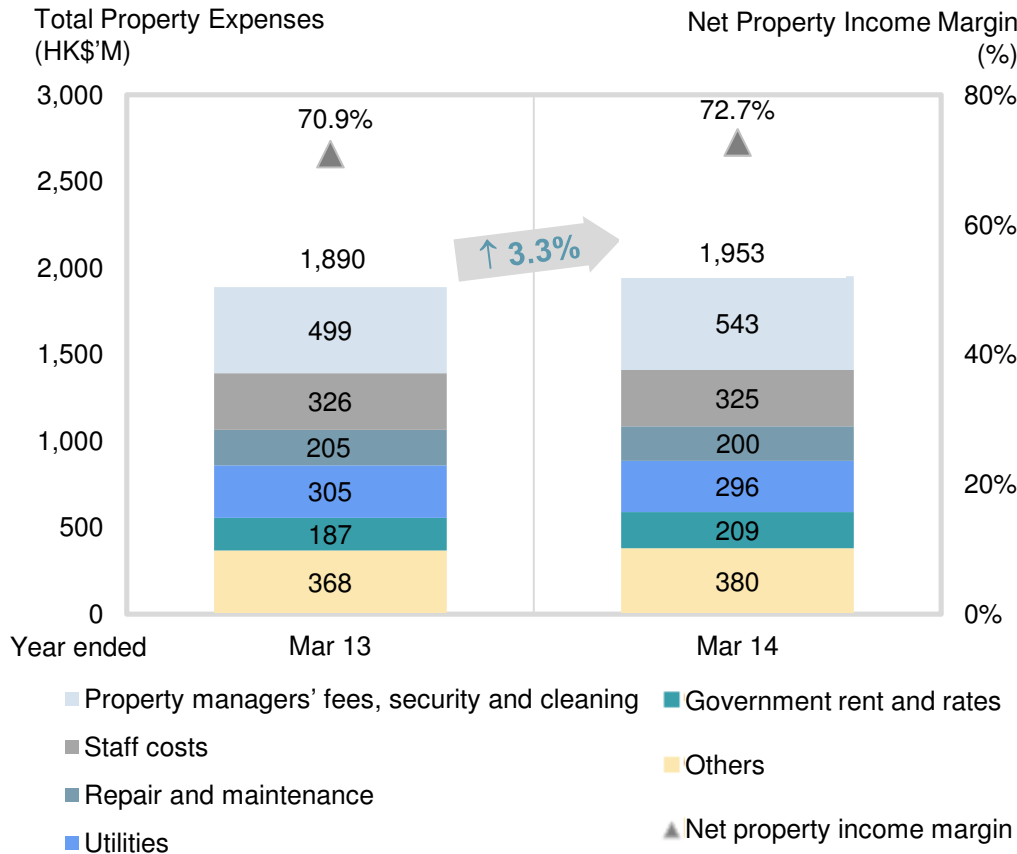 Total Property Expenses
(HK$'M)
Net Property Income Margin
(%)
3,000
2,500
2,000
1,500
1,000
500
0
80%
60%
40%
20%
0%
70.9%
72.7%
↑ 3.3%
1,890
1,953
499
543
326
325
205
200
305
296
187
209
368
380
Year ended
Mar 13
Mar 14
Property managers' fees, security and cleaning
Staff costs
Repair and maintenance
Utilities
Government rent and rates
Others
Net property income margin